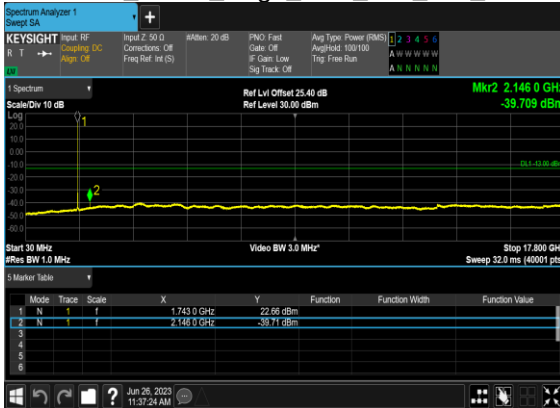 Spectrum Analyzer 1
Swept SA
+
KEYSIGHT Input: RF Input Z: 50 Ω #Atten: 20 dB PNO: Fast Avg Type: Power (RMS) 1 2 3 4 5 6
R T Coupling: DC Corrections: Off Gate: Off Avg|Hold: 100/100 A W W W W W
Align: Off Freq Ref: Int (S) IF Gain: Low Trig: Free Run
LW Sig Track: Off A N N N N N
1 Spectrum Ref Lvl Offset 25.40 dB Mkr2 2.146 0 GHz
Scale/Div 10 dB Ref Level 30.00 dBm -39.709 dBm
Log
1
20.0
10.0
0.00
-10.0 DL1 -13.00 dBm
-20.0
-30.0
2
-40.0
-50.0
-60.0
Start 30 MHz Video BW 3.0 MHz* Stop 17.800 GHz
#Res BW 1.0 MHz Sweep 32.0 ms (40001 pts)
5 Marker Table
Mode Trace Scale X Y Function Function Width Function Value
1 N 1 f 1.743 0 GHz 22.66 dBm
2 N 1 f 2.146 0 GHz -39.71 dBm
3
4
5
6
? Jun 26, 2023
11:37:24 AM